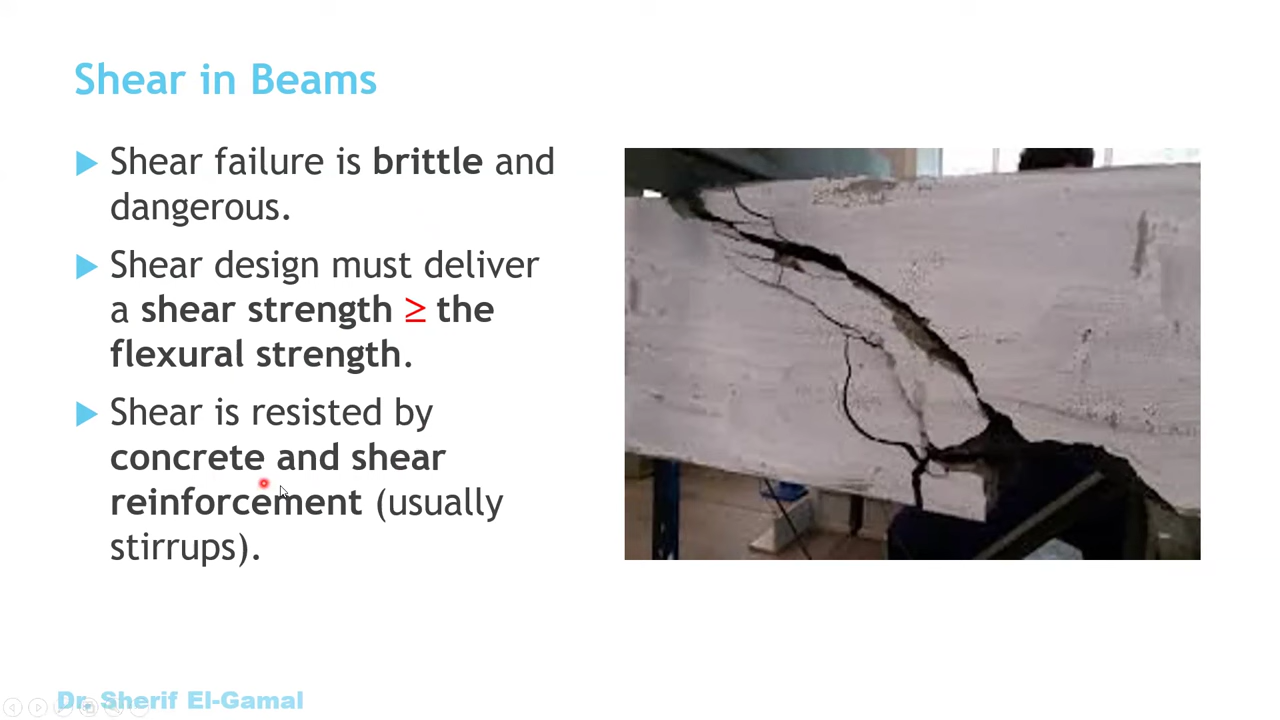 Shear in Beams
Shear failure is brittle and
dangerous.
Shear design must deliver
a shear strength ≥ the
flexural strength.
Shear is resisted by
concrete and shear
reinforcement (usually
stirrups).
Dr. Sherif El-Gamal